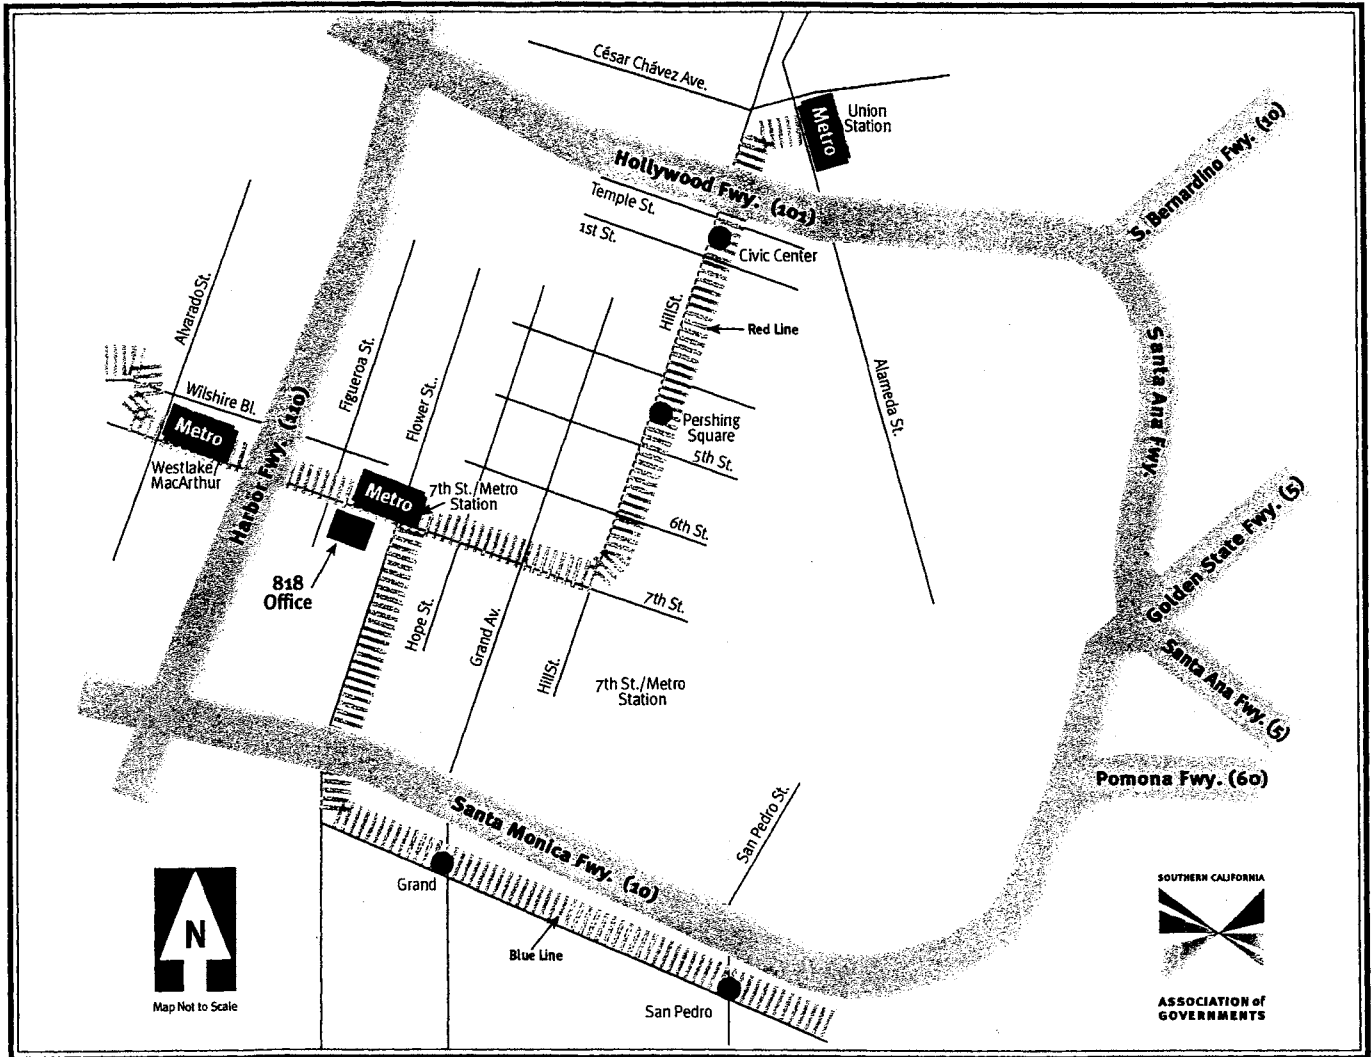 César Chávez Ave.
Metro
Union
Station
S. Bernardino Fwy. (10)
Hollywood Fwy. (101)
Temple St.
1st St.
Civic Center
Alvarado St.
Hill St.
Red Line
Figueroa St.
Flower St..
Alameda St.
Santa Ana Fwy.
Wilshire Bl.
Metro
Westlake/
MacArthur
Harbor Fwy. (110)
Pershing
Square
5th St.
Metro
7th St./Metro
Station
6th St.
Golden State Fwy. (5)
818
Office
7th St.
Hope St.
Grand Av.
Hill St.
7th St./Metro
Station
Santa Ana Fwy. (5)
Pomona Fwy. (60)
Santa Monica Fwy. (10)
San Pedro St.
Grand
Blue Line
San Pedro
N
Map Not to Scale
SOUTHERN CALIFORNIA
ASSOCIATION of
GOVERNMENTS